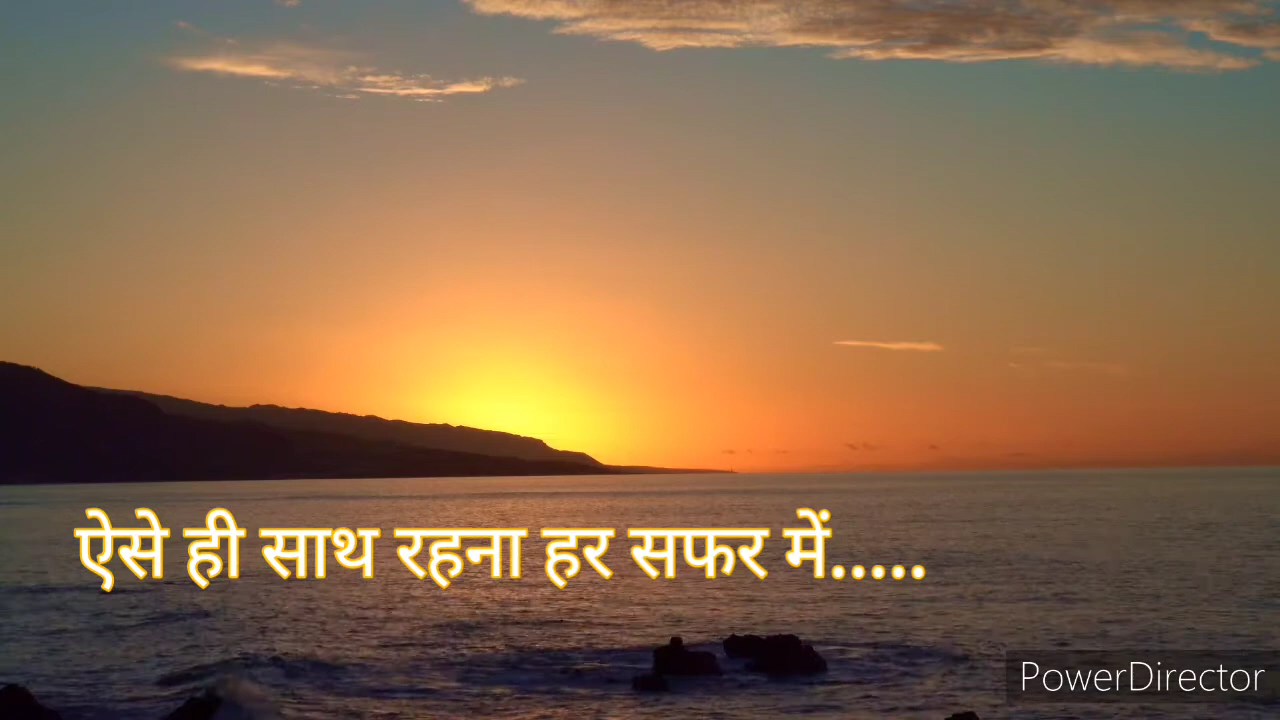 ऐसे ही साथ रहना हर सफर में.....
PowerDirector